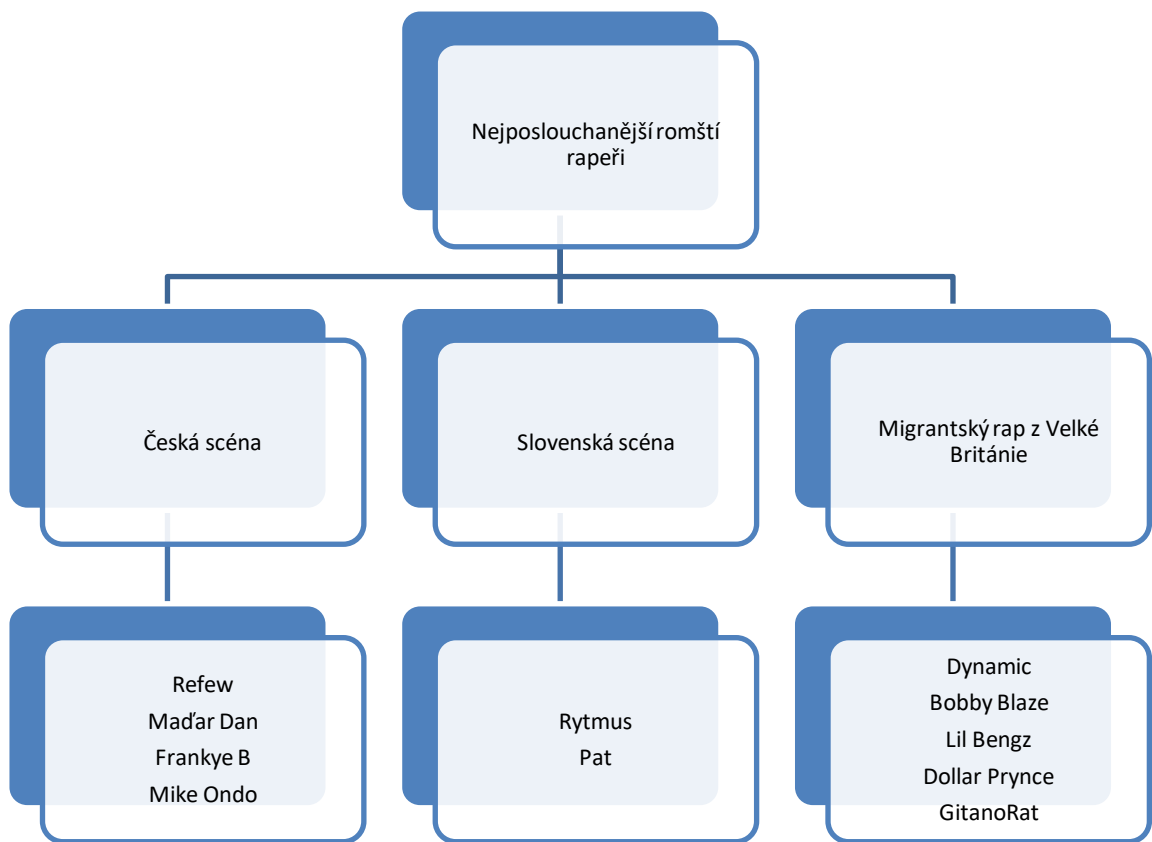 Nejposlouchanější romští
rapeři
Česká scéna
Slovenská scéna
Migrantský rap z Velké
Británie
Refew
Maďar Dan
Frankye B
Mike Ondo
Rytmus
Pat
Dynamic
Bobby Blaze
Lil Bengz
Dollar Prynce
GitanoRat